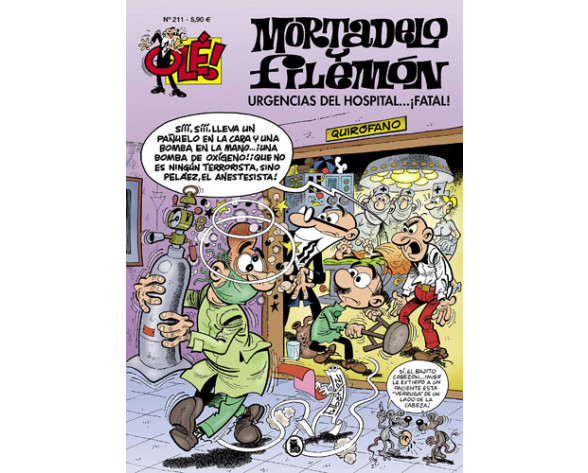 Nº 211 - 5,90 €
OLÉ!
MORTADELO
Y
FILEMÓN
URGENCIAS DEL HOSPITAL...¡FATAL!
QUIRÓFANO
SÍÍÍ, SÍÍÍ, LLEVA UN
PAÑUELO EN LA CARA Y UNA
BOMBA EN LA MANO...¡UNA
BOMBA DE OXÍGENO!¡QUE NO
ES NINGÚN TERRORISTA, SINO
PELÁEZ, EL ANESTESISTA!
SÍ, EL BAJITO
CABEZÓN...¡AYER
LE EXTIRPÓ A UN
PACIENTE ESTA
"VERRUGA" DE UN
LADO DE LA
CABEZA!